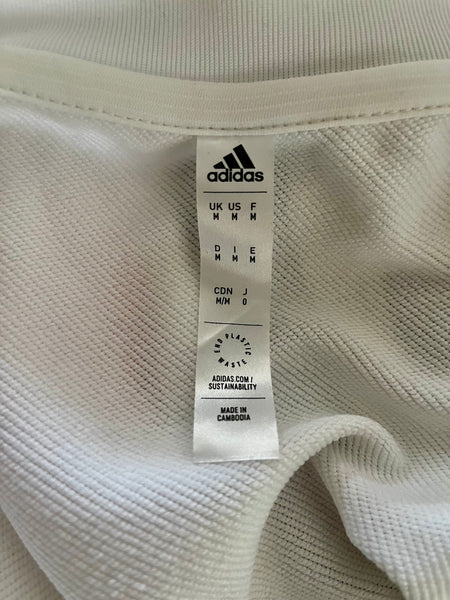 adidas
UK US F
M M M
D I E
M M M
CDN J
M/M O
END PLASTIC WASTE
ADIDAS.COM/
SUSTAINABILITY
MADE IN
CAMBODIA